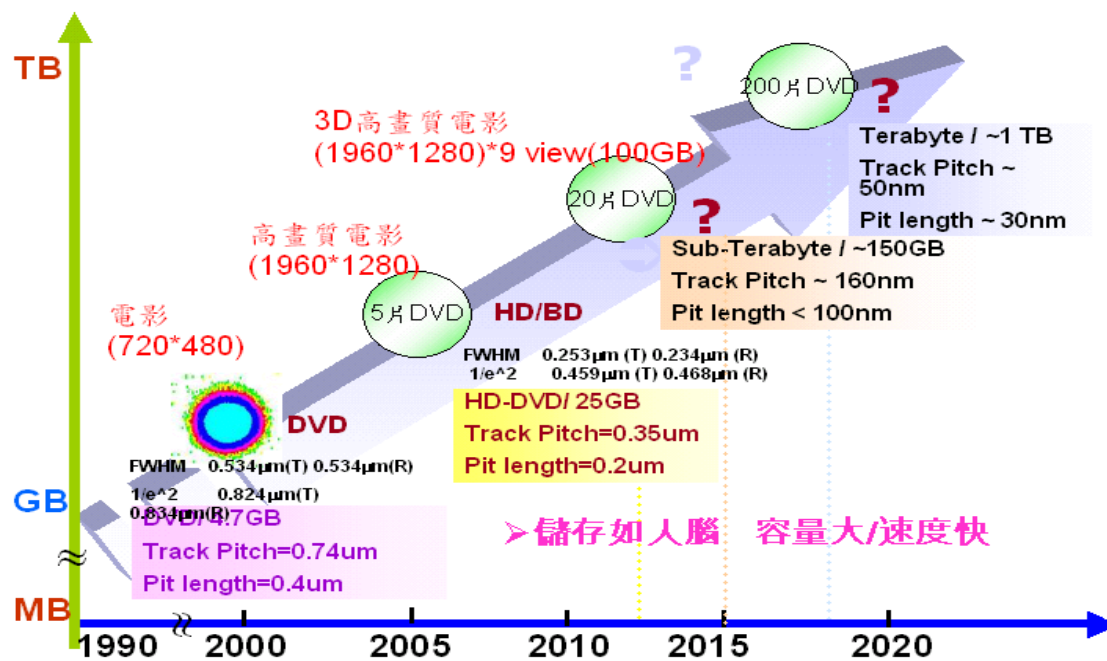 TB
?
200片DVD
?
3D高畫質電影
(1960*1280)*9 view(100GB)
Terabyte / ~1 TB
Track Pitch ~
50nm
Pit length ~ 30nm
20片DVD
?
高畫質電影
(1960*1280)
Sub-Terabyte / ~150GB
Track Pitch ~ 160nm
Pit length < 100nm
5片DVD
HD/BD
電影
(720*480)
FWHM 0.253µm (T) 0.234µm (R)
1/e^2 0.459µm (T) 0.468µm (R)
HD-DVD/ 25GB
Track Pitch=0.35um
Pit length=0.2um
DVD
FWHM 0.534µm(T) 0.534µm(R)
1/e^2 0.824µm(T)
0.834µm(R)
GB
DVD/4.7GB
Track Pitch=0.74um
Pit length=0.4um
➢儲存如人腦 容量大/速度快
MB
1990 2000 2005 2010 2015 2020